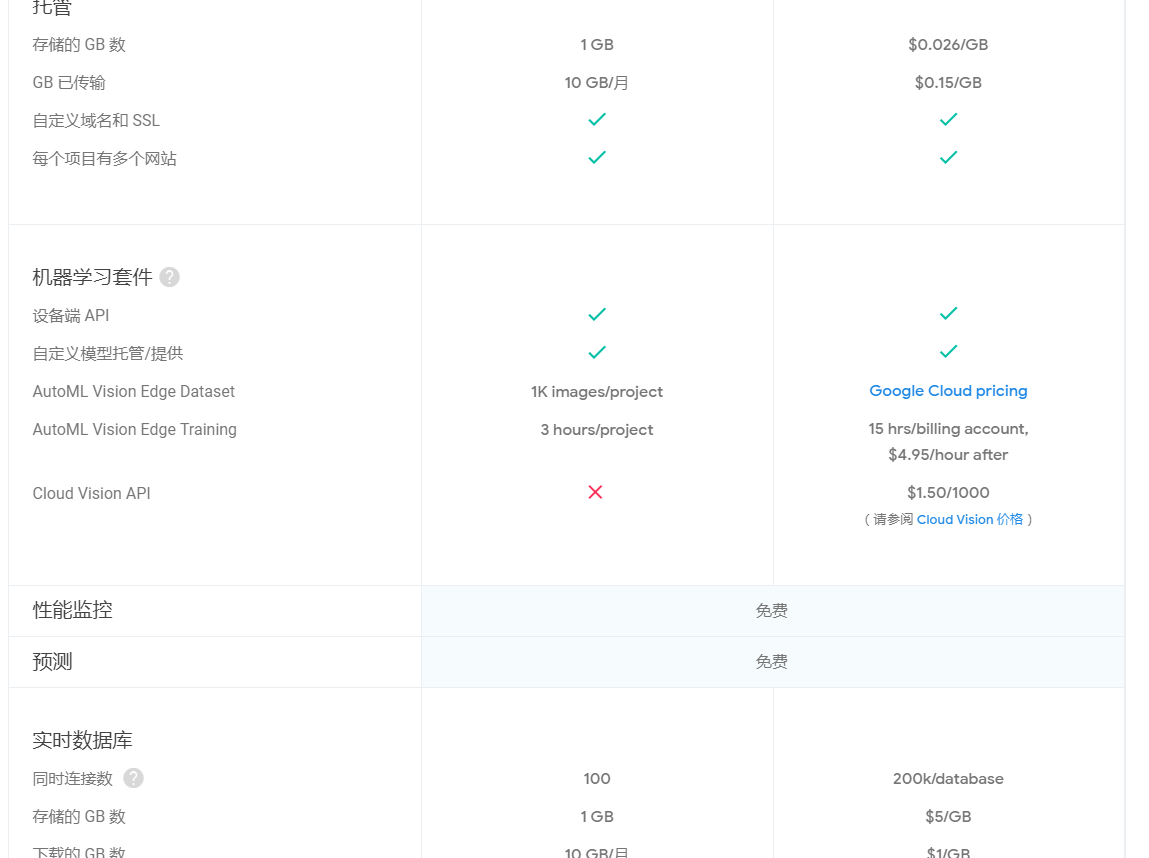 托管
存储的 GB 数 1 GB $0.026/GB
GB 已传输 10 GB/月 $0.15/GB
自定义域名和 SSL
每个项目有多个网站
机器学习套件 ?
设备端 API
自定义模型托管/提供
AutoML Vision Edge Dataset 1K images/project Google Cloud pricing
AutoML Vision Edge Training 3 hours/project 15 hrs/billing account,
$4.95/hour after
Cloud Vision API $1.50/1000
( 请参阅 Cloud Vision 价格 )
性能监控 免费
预测 免费
实时数据库
同时连接数 ? 100 200k/database
存储的 GB 数 1 GB $5/GB
下载的 GB 数 10 GB/月 $1/GB